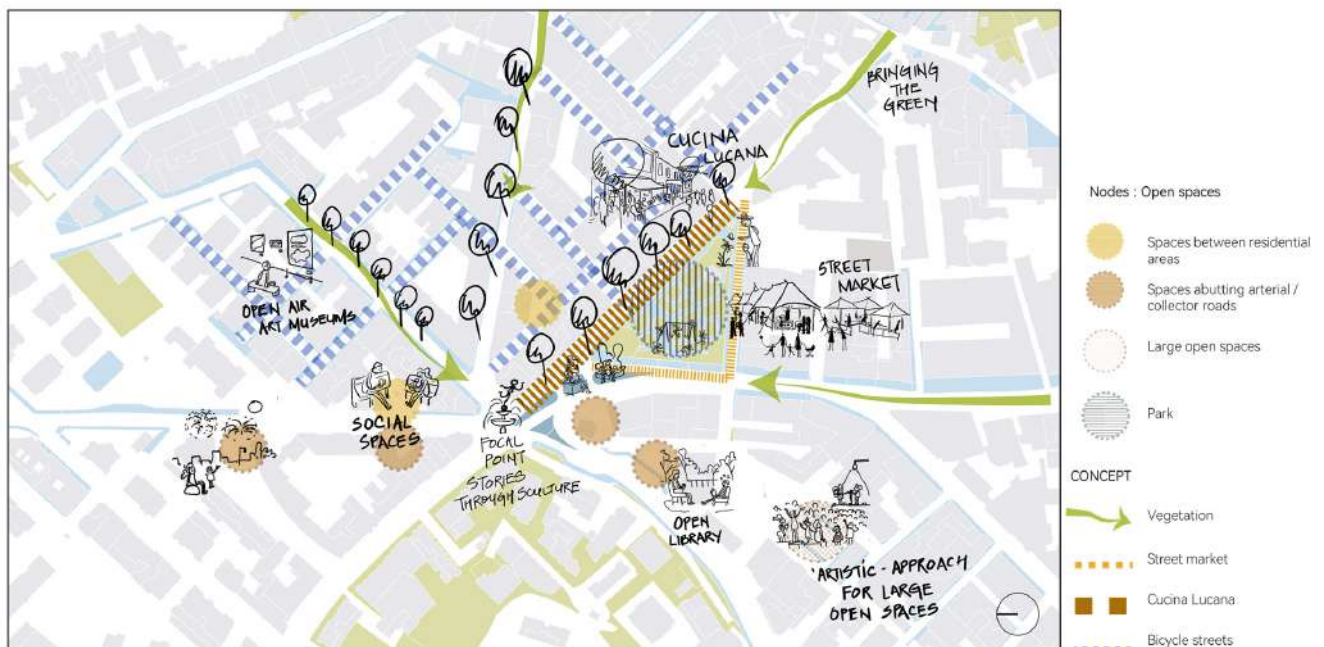 BRINGING
THE
GREEN
CUCINA
LUCANA
STREET
MARKET
OPEN AIR
ART MUSEUMS
SOCIAL
SPACES
FOCAL
POINT
STORIES
THROUGH SCULTURE
OPEN
LIBRARY
'ARTISTIC - APPROACH
FOR LARGE
OPEN SPACES
Nodes : Open spaces
Spaces between residential
areas
Spaces abutting arterial /
collector roads
Large open spaces
Park
CONCEPT
Vegetation
Street market
Cucina Lucana
Bicycle streets